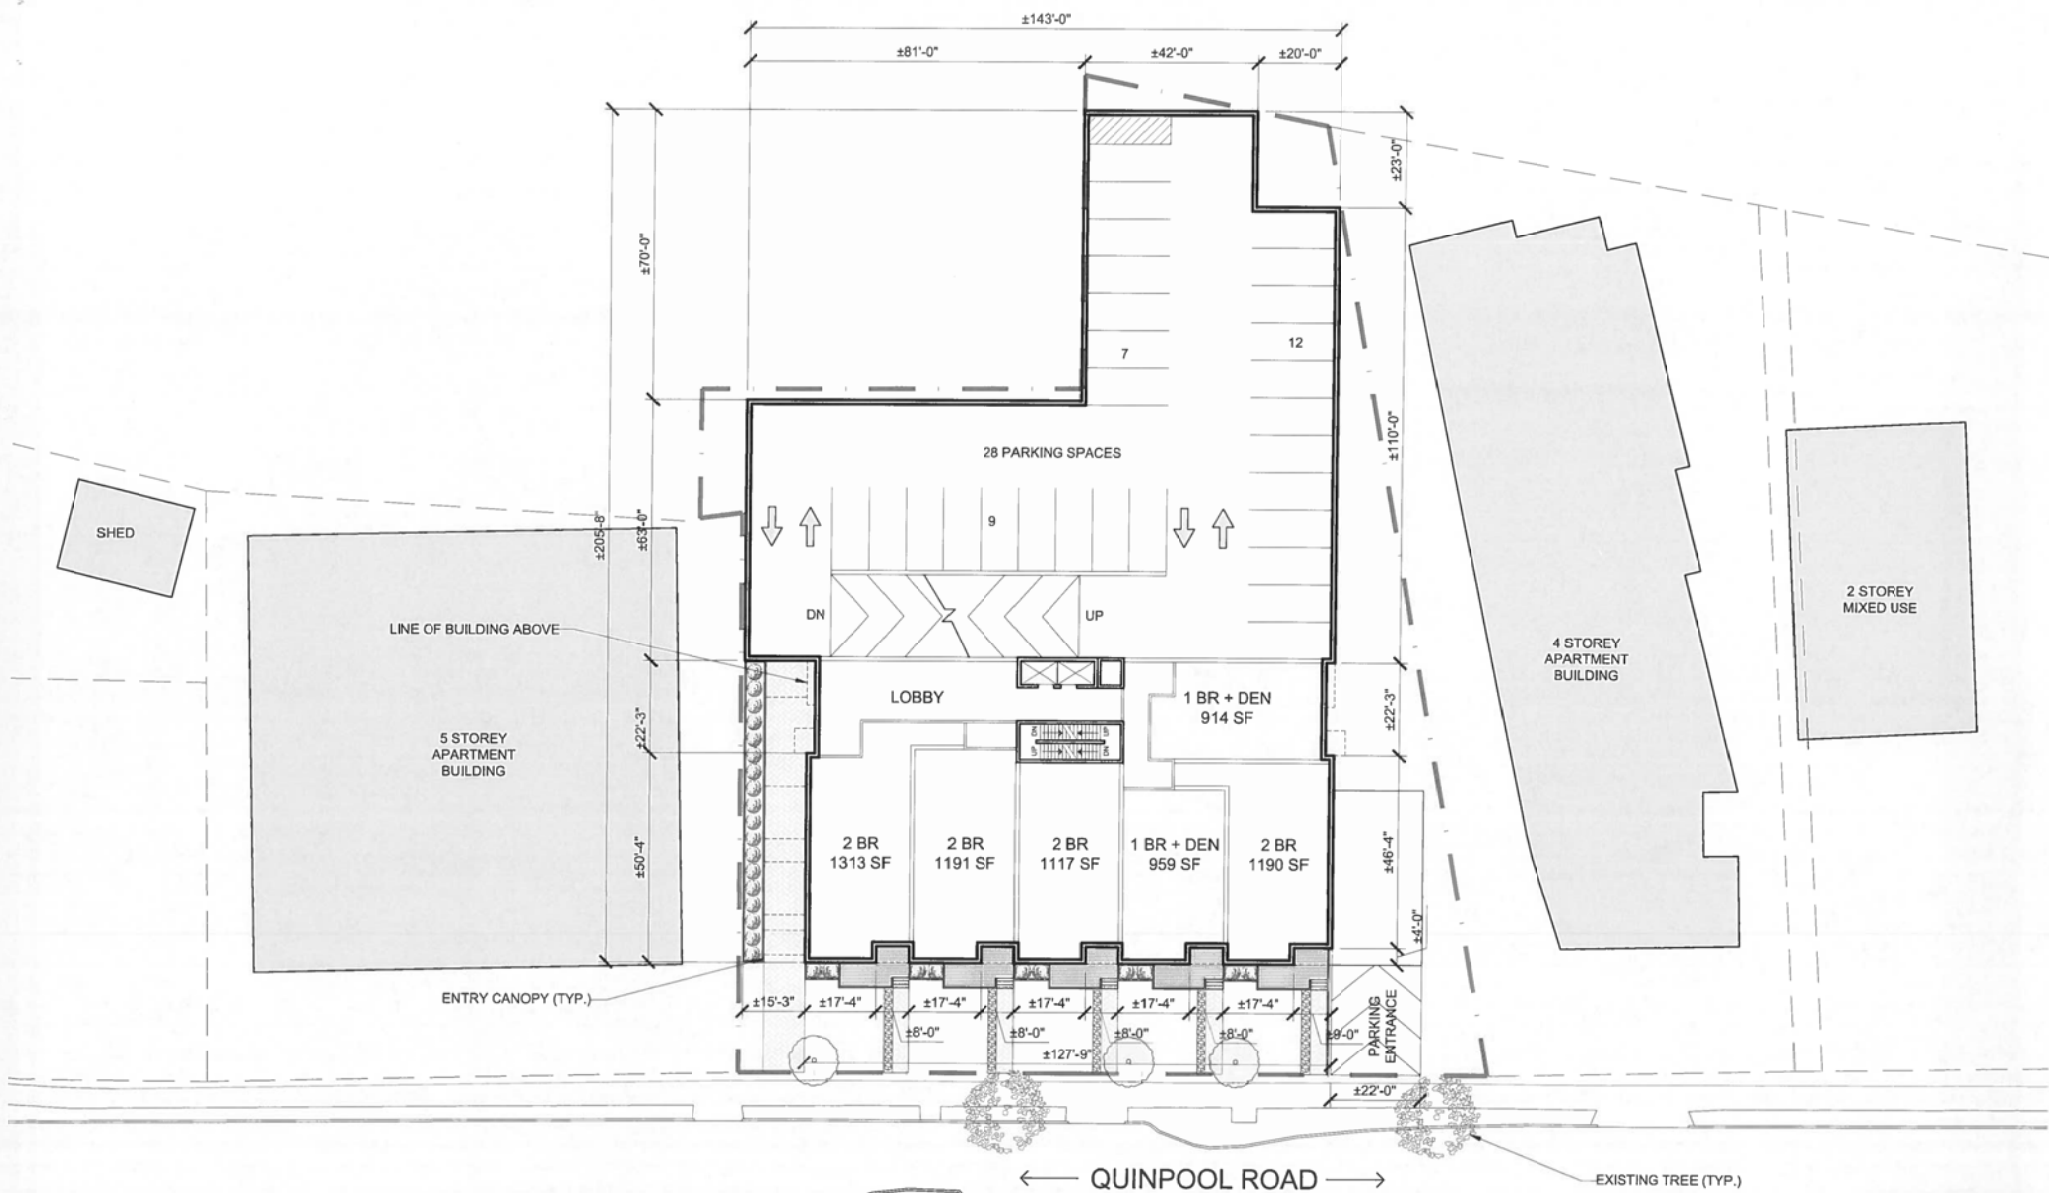 ±143'-0"
±81'-0"
±42'-0"
±20'-0"
±23'-0"
±70'-0"
7
12
28 PARKING SPACES
±110'-0"
9
SHED
±205'-8"
±63'-0"
DN
UP
LINE OF BUILDING ABOVE
2 STOREY
MIXED USE
4 STOREY
APARTMENT
BUILDING
LOBBY
1 BR + DEN
914 SF
±22'-3"
±22'-3"
DN
UP
UP
DN
5 STOREY
APARTMENT
BUILDING
2 BR
1313 SF
2 BR
1191 SF
2 BR
1117 SF
1 BR + DEN
959 SF
2 BR
1190 SF
±50'-4"
±46'-4"
±4'-0"
ENTRY CANOPY (TYP.)
±15'-3"
±17'-4"
±17'-4"
±17'-4"
±17'-4"
±17'-4"
±8'-0"
±8'-0"
±8'-0"
±8'-0"
±127'-9"
PARKING
ENTRANCE
±22'-0"
QUINPOOL ROAD
EXISTING TREE (TYP.)